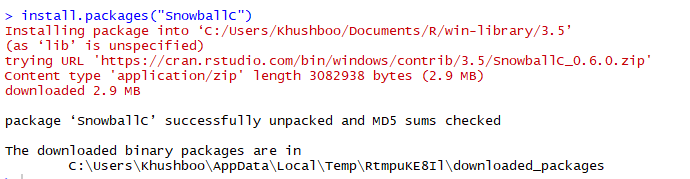 > install.packages("SnowballC")
Installing package into ‘C:/Users/Khushboo/Documents/R/win-library/3.5’
(as ‘lib’ is unspecified)
trying URL 'https://cran.rstudio.com/bin/windows/contrib/3.5/SnowballC_0.6.0.zip'
Content type 'application/zip' length 3082938 bytes (2.9 MB)
downloaded 2.9 MB

package ‘SnowballC’ successfully unpacked and MD5 sums checked

The downloaded binary packages are in
        C:\Users\Khushboo\AppData\Local\Temp\RtmpuKE8Il\downloaded_packages
>